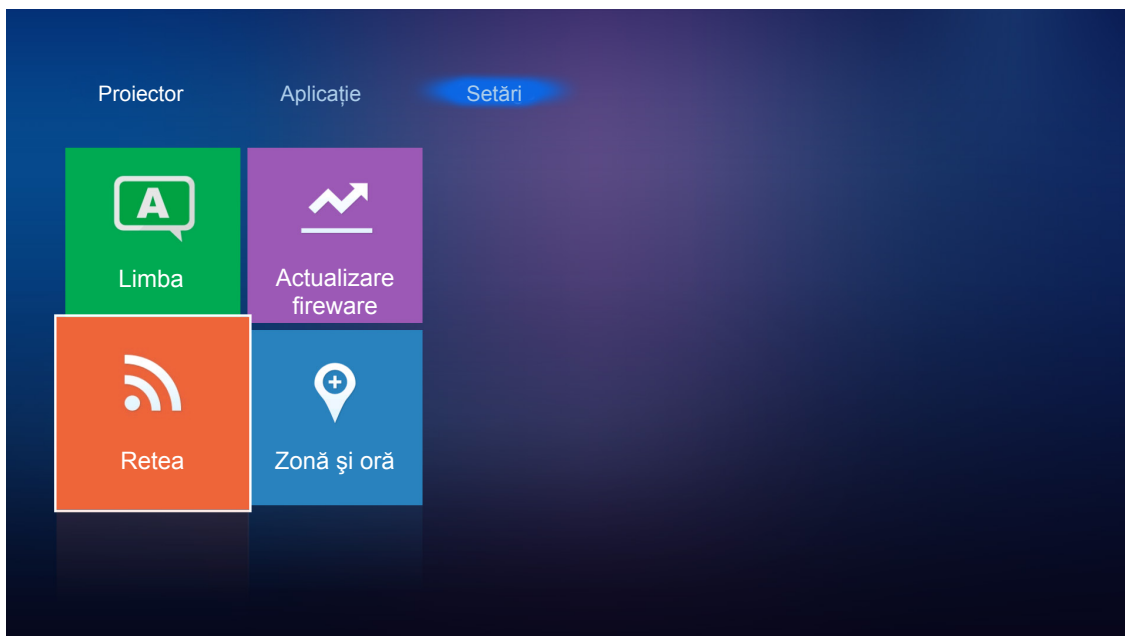 Proiector Aplicație Setări
A
Limba
Actualizare
fireware
Retea
Zonă şi oră